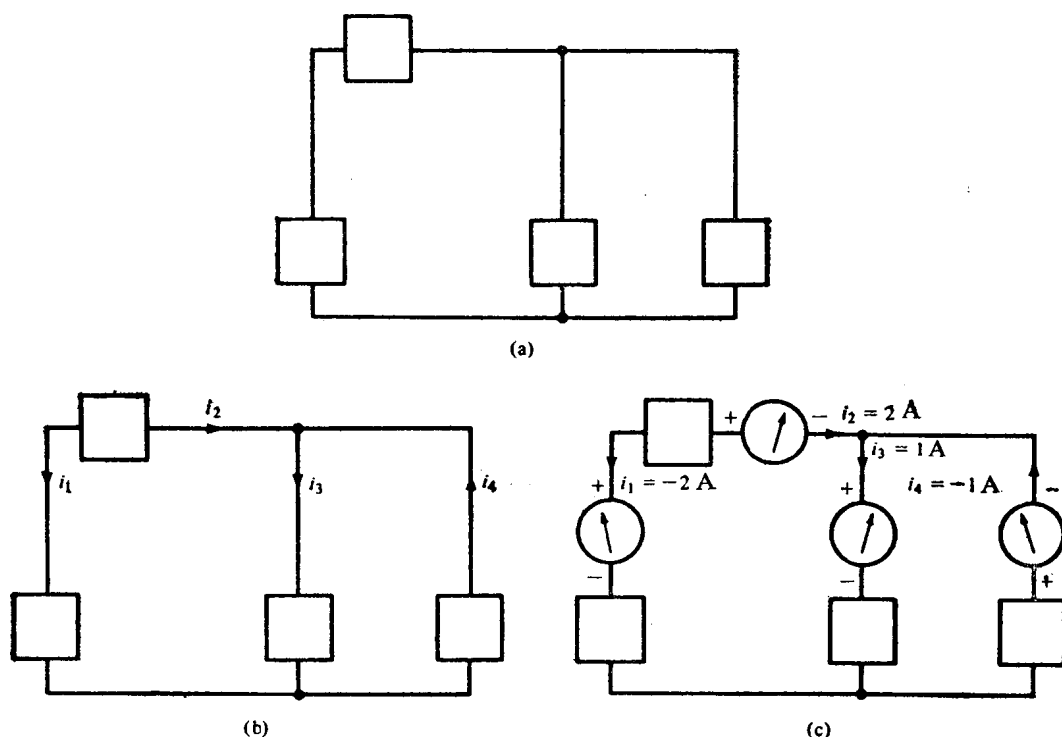 (a)
i₂
i₁
i₃
i₄
(b)
+
−
i₂ = 2 A
i₃ = 1 A
+
i₁ = −2 A
+
i₄ = −1 A
−
−
−
+
(c)